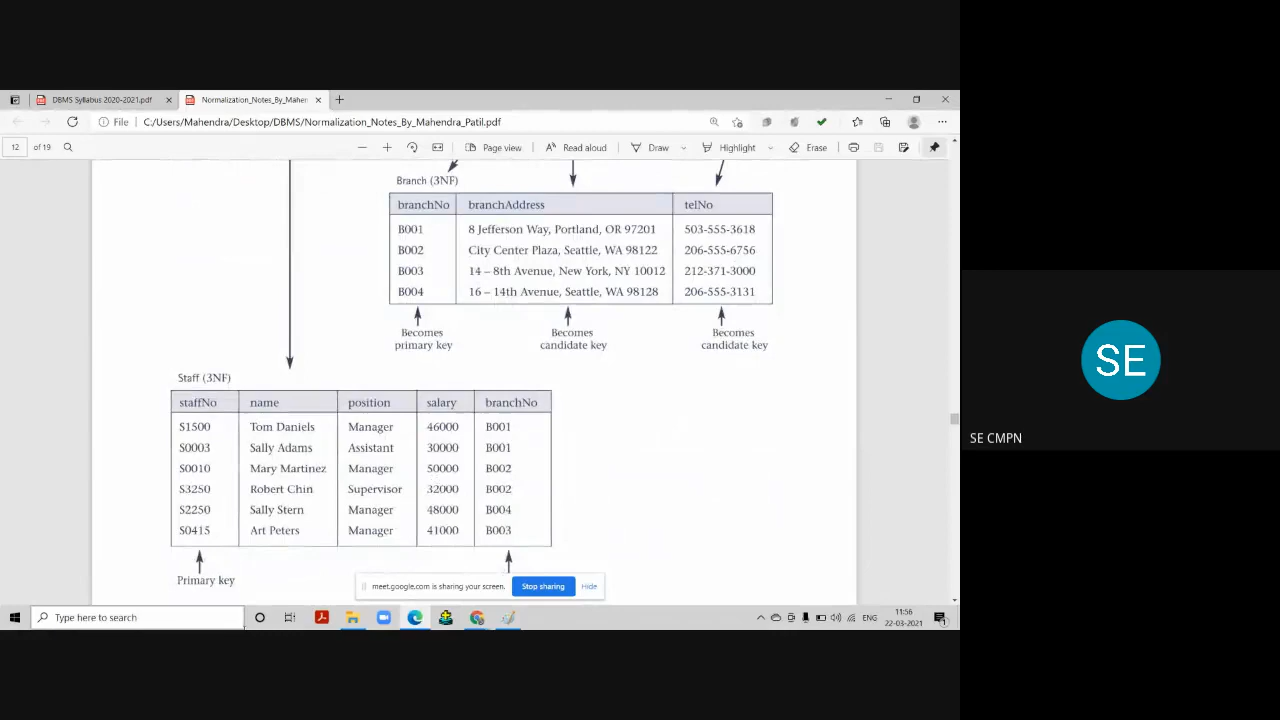 DBMS Syllabus 2020-2021.pdf
Normalization_Notes_By_Maher
File C:/Users/Mahendra/Desktop/DBMS/Normalization_Notes_By_Mahendra_Patil.pdf
12 of 19 Page view Read aloud Draw Highlight Erase
Branch (3NF)
branchNo branchAddress telNo
B001 8 Jefferson Way, Portland, OR 97201 503-555-3618
B002 City Center Plaza, Seattle, WA 98122 206-555-6756
B003 14 – 8th Avenue, New York, NY 10012 212-371-3000
B004 16 – 14th Avenue, Seattle, WA 98128 206-555-3131
Becomes Becomes Becomes
primary key candidate key candidate key
Staff (3NF)
staffNo name position salary branchNo
S1500 Tom Daniels Manager 46000 B001
S0003 Sally Adams Assistant 30000 B001
S0010 Mary Martinez Manager 50000 B002
S3250 Robert Chin Supervisor 32000 B002
S2250 Sally Stern Manager 48000 B004
S0415 Art Peters Manager 41000 B003
Primary key
meet.google.com is sharing your screen. Stop sharing Hide
Type here to search
ENG
11:56
22-03-2021
SE
SE CMPN